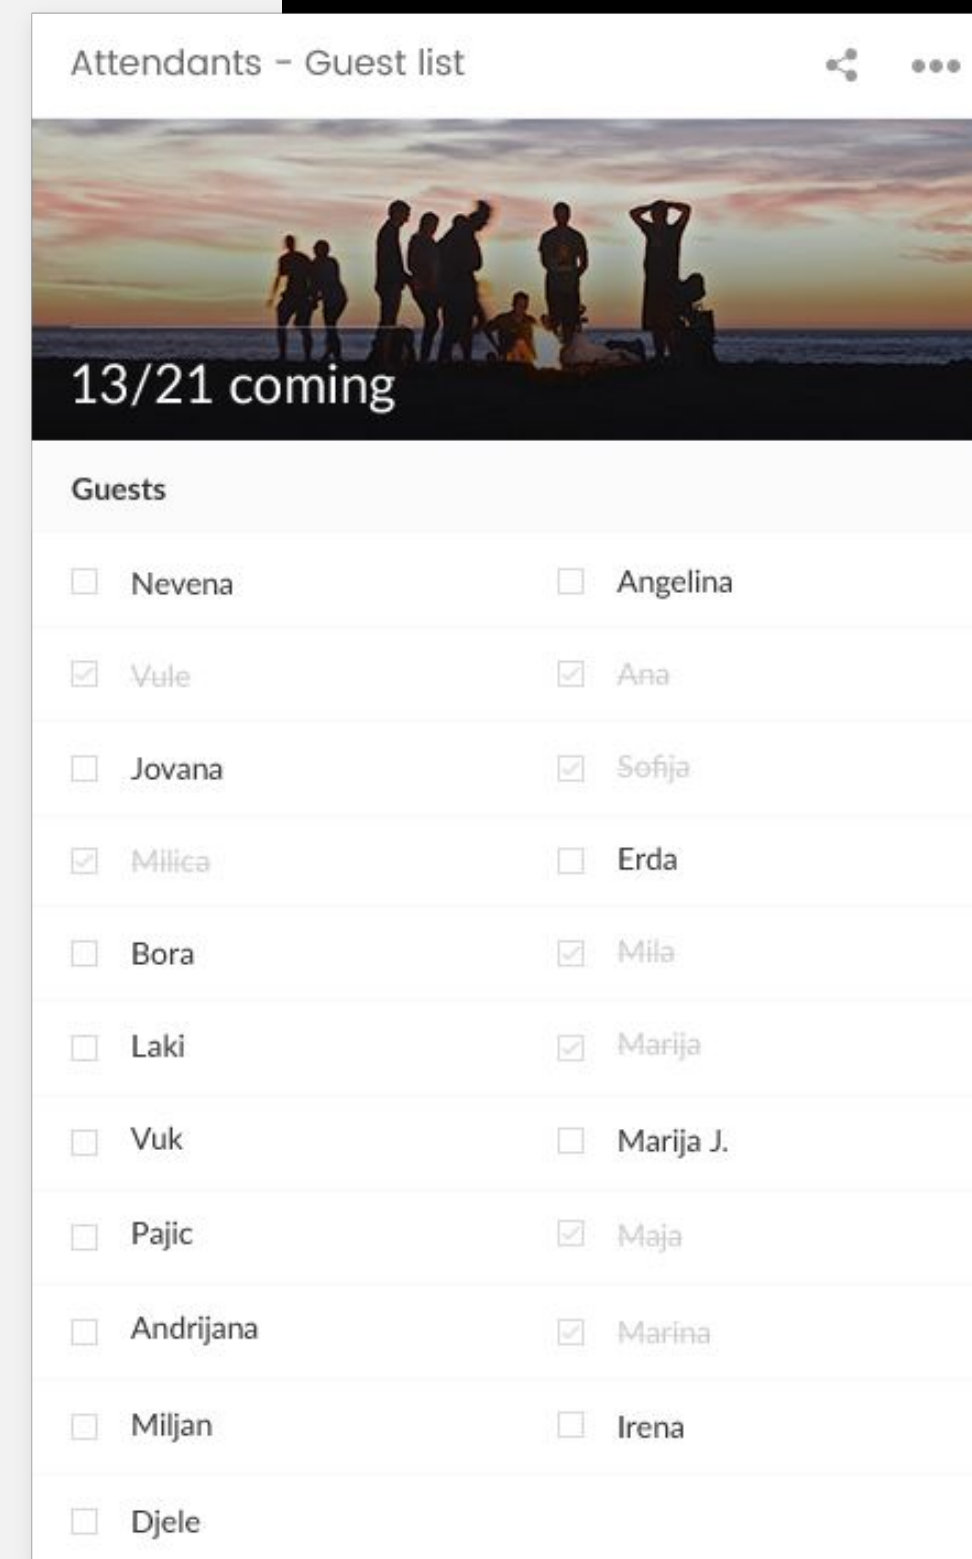 Attendants - Guest list
13/21 coming
Guests
Nevena
Angelina
Vule
Ana
Jovana
Sofija
Milica
Erda
Bora
Mila
Laki
Marija
Vuk
Marija J.
Pajic
Maja
Andrijana
Marina
Miljan
Irena
Djele